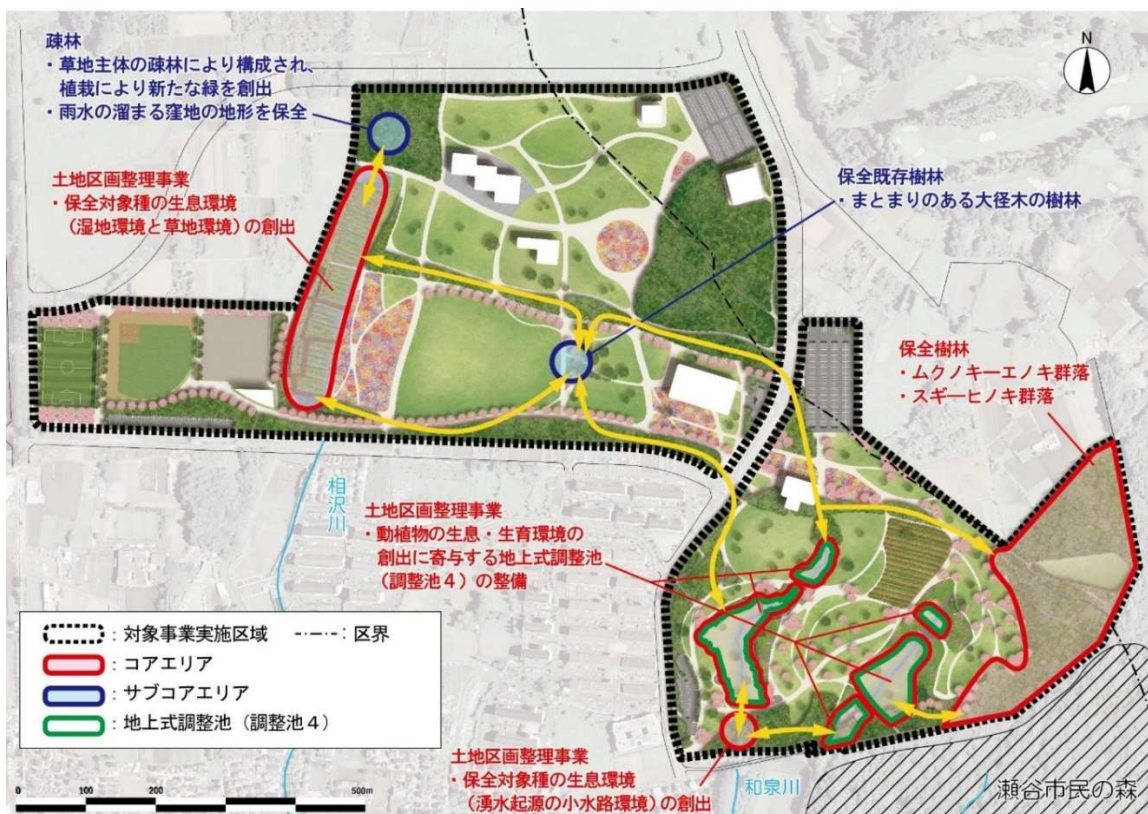 疎林
・草地主体の疎林により構成され、
植栽により新たな緑を創出
・雨水の溜まる窪地の地形を保全
N
土地区画整理事業
・保全対象種の生息環境
（湿地環境と草地環境）の創出
保全既存樹林
・まとまりのある大径木の樹林
保全樹林
・ムクノキーエノキ群落
・スギーヒノキ群落
相沢川
土地区画整理事業
・動植物の生息・生育環境の
創出に寄与する地上式調整池
（調整池４）の整備
：対象事業実施区域
：区界
：コアエリア
：サブコアエリア
：地上式調整池（調整池４）
土地区画整理事業
・保全対象種の生息環境
（湧水起源の小水路環境）の創出
和泉川
瀬谷市民の森
0 100 200 500m